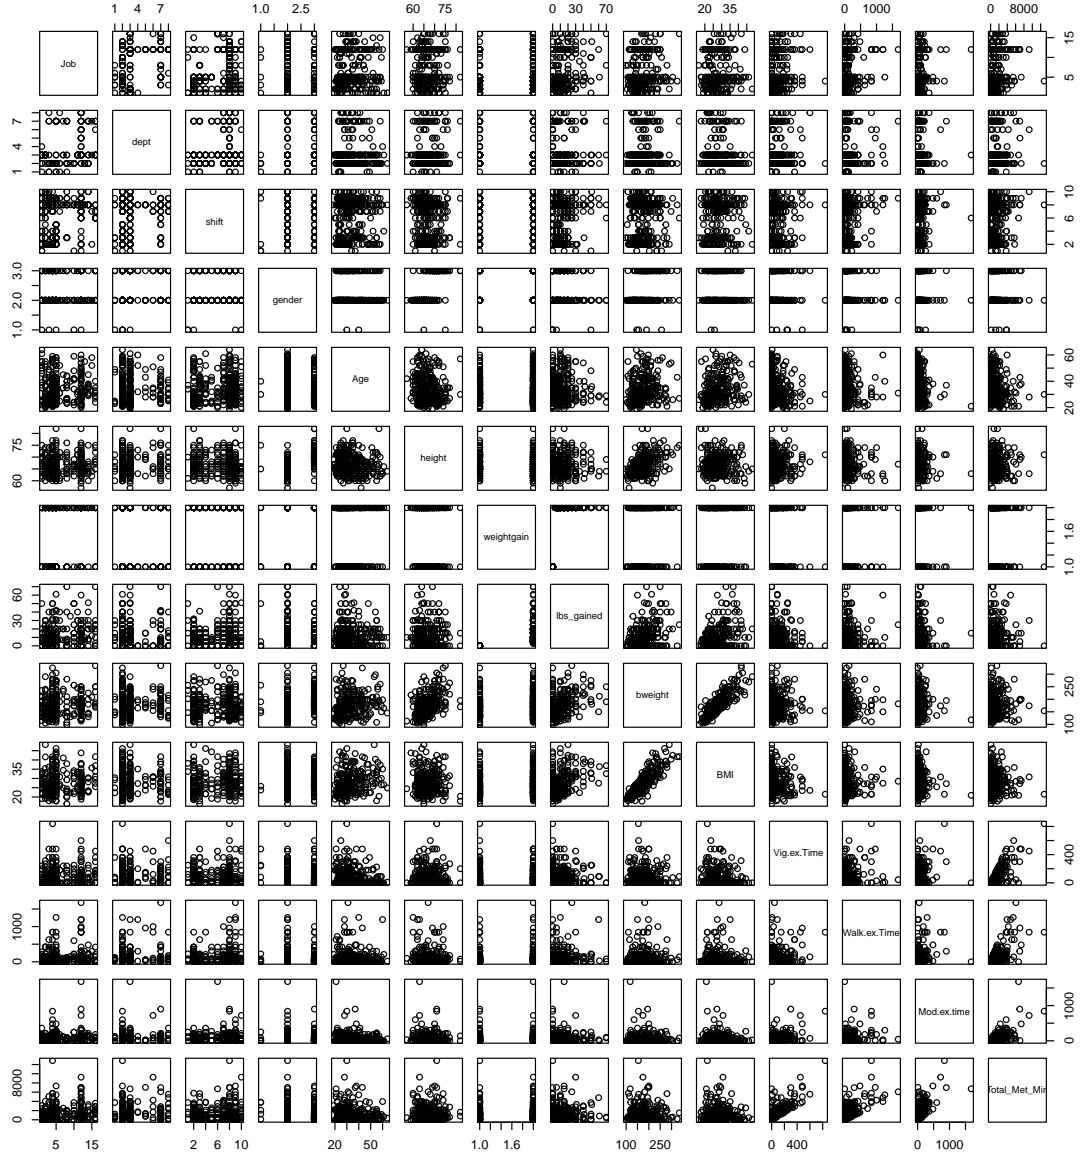 1 4 7 1.0 2.5 60 75 0 30 60 70 20 35 0 1000 0 8000
Job 5 15
1 4 7 dept
shift 2 6 10
1.0 2.0 3.0 gender
Age 20 40 60
60 75 height
weightgain 1.0 1.6
0 30 60 lbs_gained
bweight 100 250
20 35 BMI
Vig.ex.Time 0 400
0 1000 Walk.ex.Time
Mod.ex.time 0 1000
0 8000 Total_Met_Min
5 15 2 6 10 20 50 1.0 1.6 100 250 0 400 0 1000